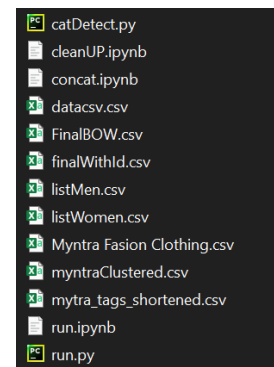 catDetect.py
cleanUP.ipynb
concat.ipynb
datacsv.csv
FinalBOW.csv
finalWithId.csv
listMen.csv
listWomen.csv
Myntra Fasion Clothing.csv
myntraClustered.csv
mytra_tags_shortened.csv
run.ipynb
run.py